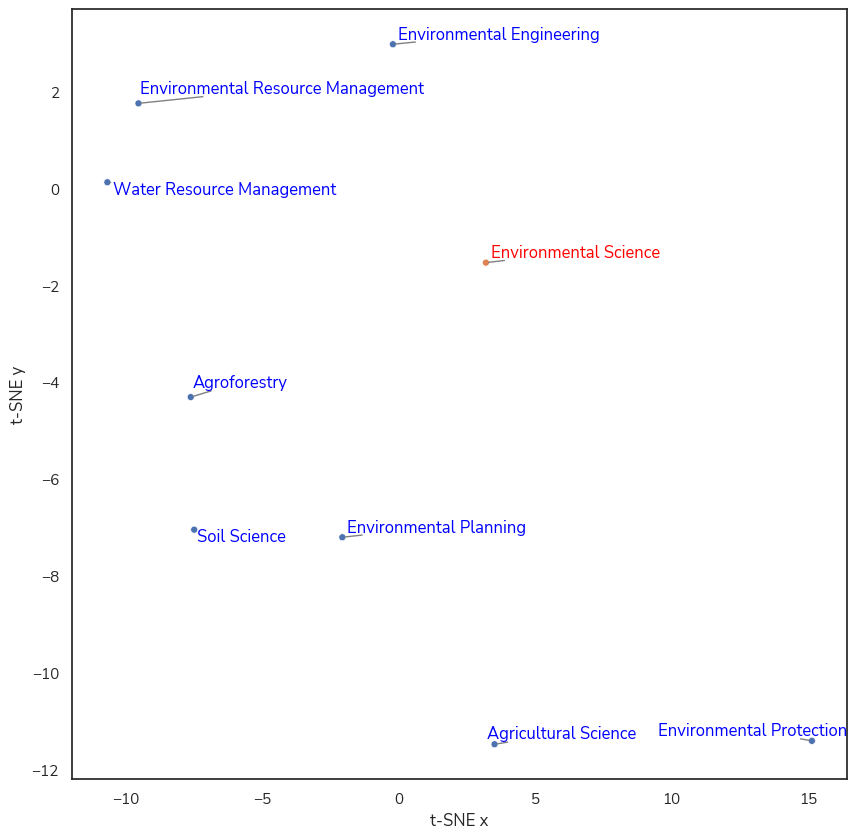 Environmental Engineering
Environmental Resource Management
Water Resource Management
Environmental Science
Agroforestry
Environmental Planning
Soil Science
Environmental Protection
Agricultural Science
2
0
−2
−4
−6
−8
−10
−12
t-SNE y
−10
−5
0
5
10
15
t-SNE x